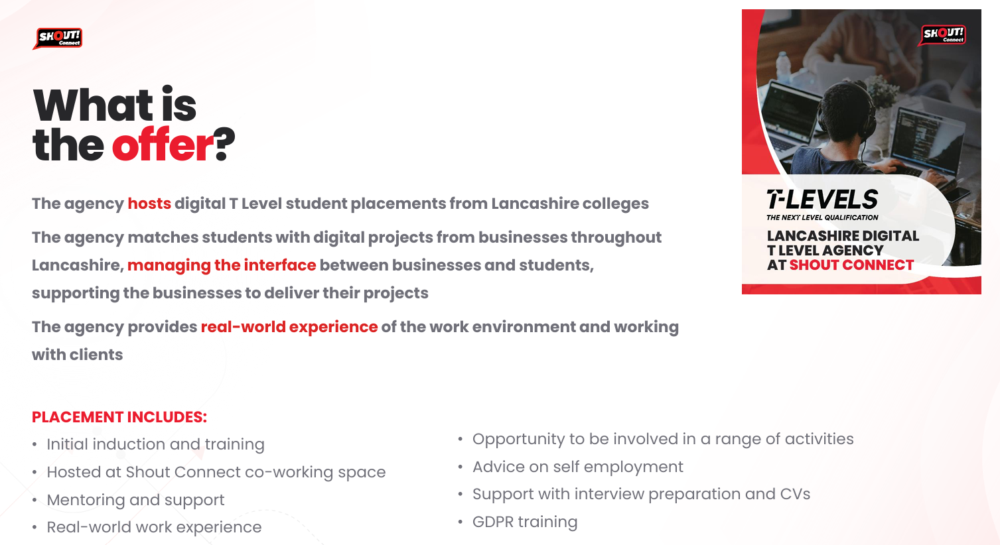 SHOUT!
Connect
What is
the offer?
The agency hosts digital T Level student placements from Lancashire colleges
The agency matches students with digital projects from businesses throughout
Lancashire, managing the interface between businesses and students,
supporting the businesses to deliver their projects
The agency provides real-world experience of the work environment and working
with clients
PLACEMENT INCLUDES:
• Initial induction and training
• Hosted at Shout Connect co-working space
• Mentoring and support
• Real-world work experience
• Opportunity to be involved in a range of activities
• Advice on self employment
• Support with interview preparation and CVs
• GDPR training
SHOUT!
Connect
T-LEVELS
THE NEXT LEVEL QUALIFICATION
LANCASHIRE DIGITAL
T LEVEL AGENCY
AT SHOUT CONNECT